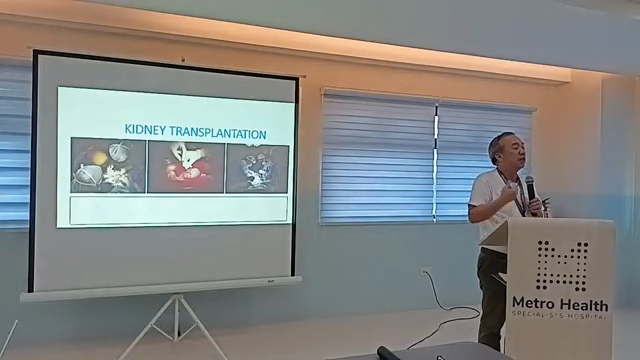 KIDNEY TRANSPLANTATION
Metro Health
SPECIALISTS HOSPITAL